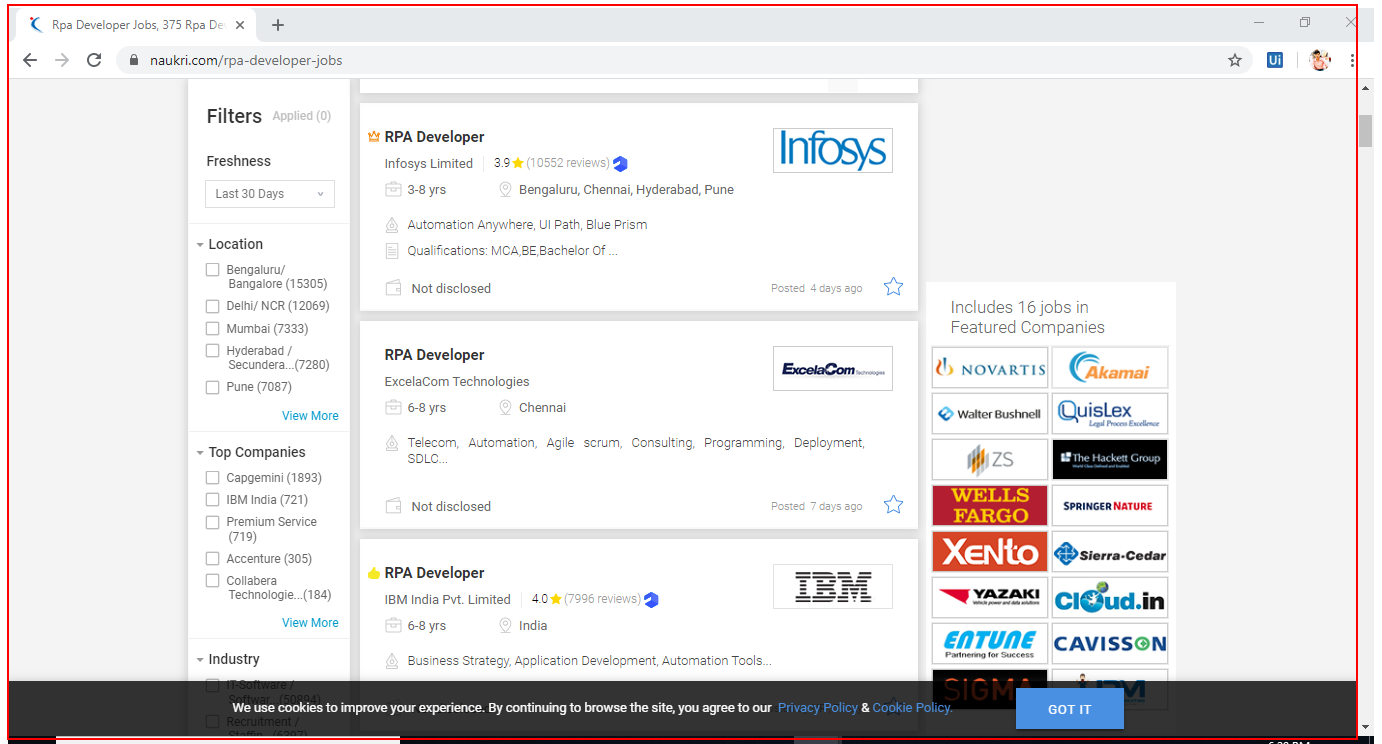 Rpa Developer Jobs, 375 Rpa De
naukri.com/rpa-developer-jobs
Ui
Filters Applied (0)
Freshness
Last 30 Days
Location
Bengaluru/
Bangalore (15305)
Delhi/ NCR (12069)
Mumbai (7333)
Hyderabad /
Secundera...(7280)
Pune (7087)
View More
Top Companies
Capgemini (1893)
IBM India (721)
Premium Service
(719)
Accenture (305)
Collabera
Technologie...(184)
View More
Industry
IT-Software /
Softwar...(50894)
Recruitment /
Staffin...(6397)
RPA Developer
Infosys Limited 3.9 (10552 reviews)
Infosys
3-8 yrs Bengaluru, Chennai, Hyderabad, Pune
Automation Anywhere, UI Path, Blue Prism
Qualifications: MCA,BE,Bachelor Of ...
Not disclosed Posted 4 days ago
RPA Developer
ExcelaCom Technologies
ExcelaCom Technologies
6-8 yrs Chennai
Telecom, Automation, Agile scrum, Consulting, Programming, Deployment,
SDLC...
Not disclosed Posted 7 days ago
RPA Developer
IBM India Pvt. Limited 4.0 (7996 reviews)
IBM
6-8 yrs India
Business Strategy, Application Development, Automation Tools...
Includes 16 jobs in
Featured Companies
NOVARTIS
Akamai
Walter Bushnell
QuisLex
Legal Process Excellence
ZS
The Hackett Group
World Class Defined and Enabled
WELLS
FARGO
SPRINGER NATURE
XENTO
Sierra-Cedar
YAZAKI
Vehicle power and data solutions
Cloud.in
ENTUNE
Partnering for Success
CAVISSON
SIGMA
We use cookies to improve your experience. By continuing to browse the site, you agree to our Privacy Policy & Cookie Policy.
GOT IT